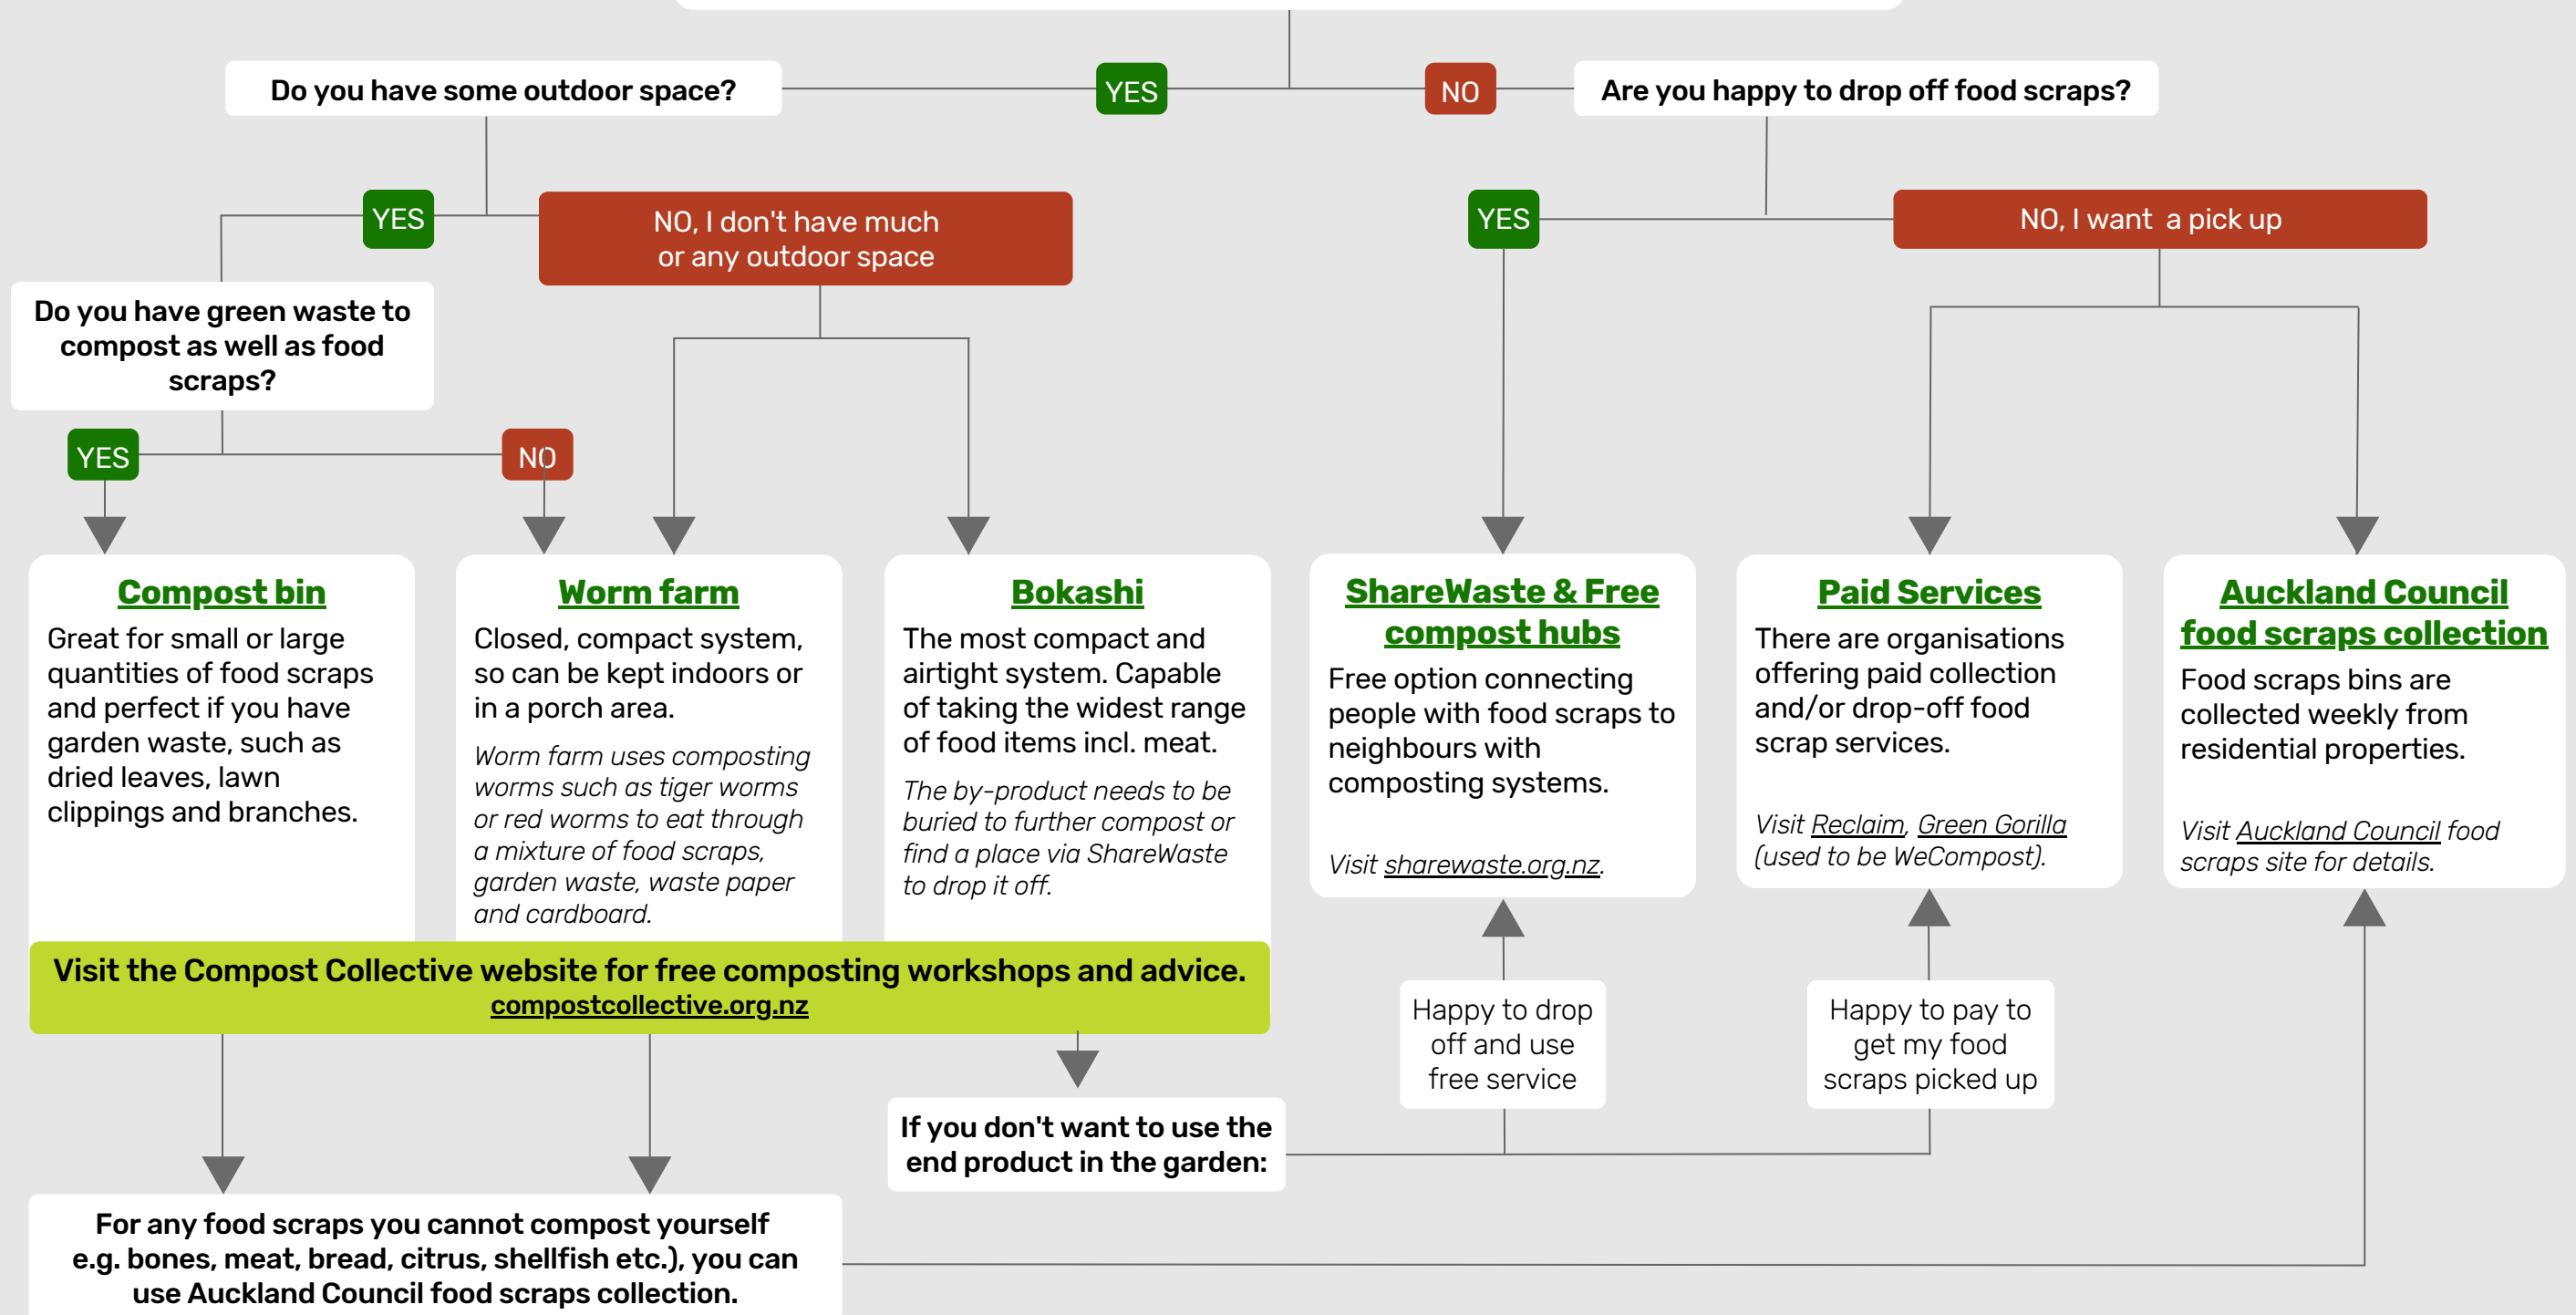 Do you have some outdoor space?
YES
NO
Are you happy to drop off food scraps?
YES
NO, I don't have much
or any outdoor space
YES
NO, I want a pick up
Do you have green waste to
compost as well as food
scraps?
YES
NO
Compost bin
Great for small or large
quantities of food scraps
and perfect if you have
garden waste, such as
dried leaves, lawn
clippings and branches.
Worm farm
Closed, compact system,
so can be kept indoors or
in a porch area.
Worm farm uses composting
worms such as tiger worms
or red worms to eat through
a mixture of food scraps,
garden waste, waste paper
and cardboard.
Bokashi
The most compact and
airtight system. Capable
of taking the widest range
of food items incl. meat.
The by-product needs to be
buried to further compost or
find a place via ShareWaste
to drop it off.
ShareWaste & Free
compost hubs
Free option connecting
people with food scraps to
neighbours with
composting systems.
Visit sharewaste.org.nz.
Paid Services
There are organisations
offering paid collection
and/or drop-off food
scrap services.
Visit Reclaim, Green Gorilla
(used to be WeCompost).
Auckland Council
food scraps collection
Food scraps bins are
collected weekly from
residential properties.
Visit Auckland Council food
scraps site for details.
Visit the Compost Collective website for free composting workshops and advice.
compostcollective.org.nz
Happy to drop
off and use
free service
Happy to pay to
get my food
scraps picked up
If you don't want to use the
end product in the garden:
For any food scraps you cannot compost yourself
e.g. bones, meat, bread, citrus, shellfish etc.), you can
use Auckland Council food scraps collection.